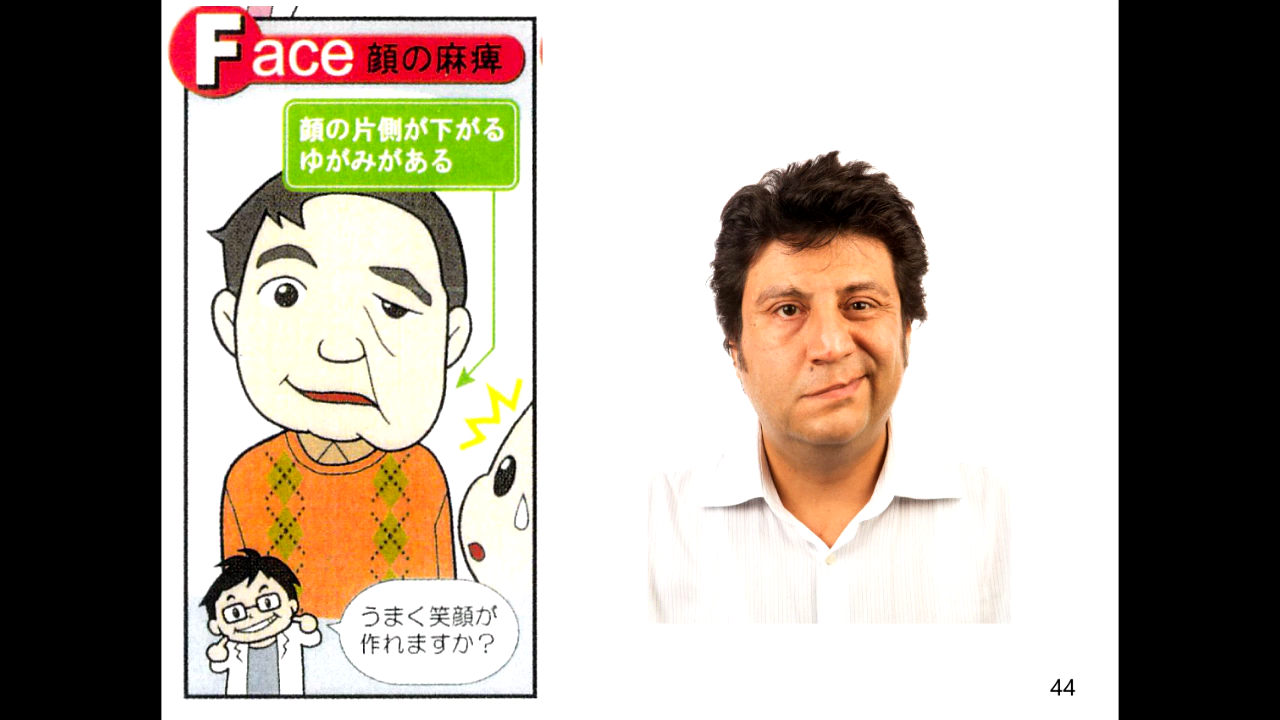 Face 顔の麻痺
顔の片側が下がる
ゆがみがある
うまく笑顔が
作れますか？
44